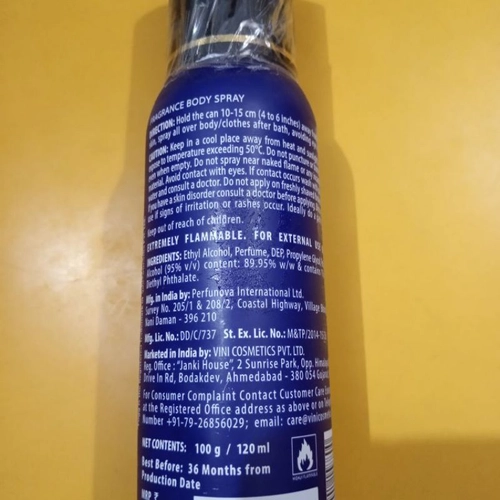 FRAGRANCE BODY SPRAY
DIRECTION: Hold the can 10-15 cm (4 to 6 inches) away
spray all over body/clothes after bath, avoiding
CAUTION: Keep in a cool place away from heat and
to temperature exceeding 50°C. Do not puncture
when empty. Do not spray near naked flame or any
material. Avoid contact with eyes. If contact occurs
and consult a doctor. Do not apply on freshly shaved
If you have a skin disorder consult a doctor before applying
use if signs of irritation or rashes occur. Ideally do a
Keep out of reach of children.
EXTREMELY FLAMMABLE. FOR EXTERNAL USE
INGREDIENTS: Ethyl Alcohol, Perfume, DEP, Propylene
Alcohol (95% v/v) content: 89.95% w/w & contains
Diethyl Phthalate.
Mfg. in India by: Perfunova International Ltd.
Survey No. 205/1 & 208/2, Coastal Highway, Village
Nani Daman - 396 210
Mfg. Lic. No.: DD/C/737 St. Ex. Lic. No.: M&TP/2014-15/
Marketed in India by: VINI COSMETICS PVT. LTD.
Reg. Office : "Janki House", 2 Sunrise Park, Opp.
Drive In Rd, Bodakdev, Ahmedabad - 380 054
For Consumer Complaint Contact Customer Care
at the Registered Office address as above or on
Number +91-79-26856029; email: care@vinicosm
NET CONTENTS: 100 g / 120 ml
Best Before: 36 Months from
Production Date
MRP ₹